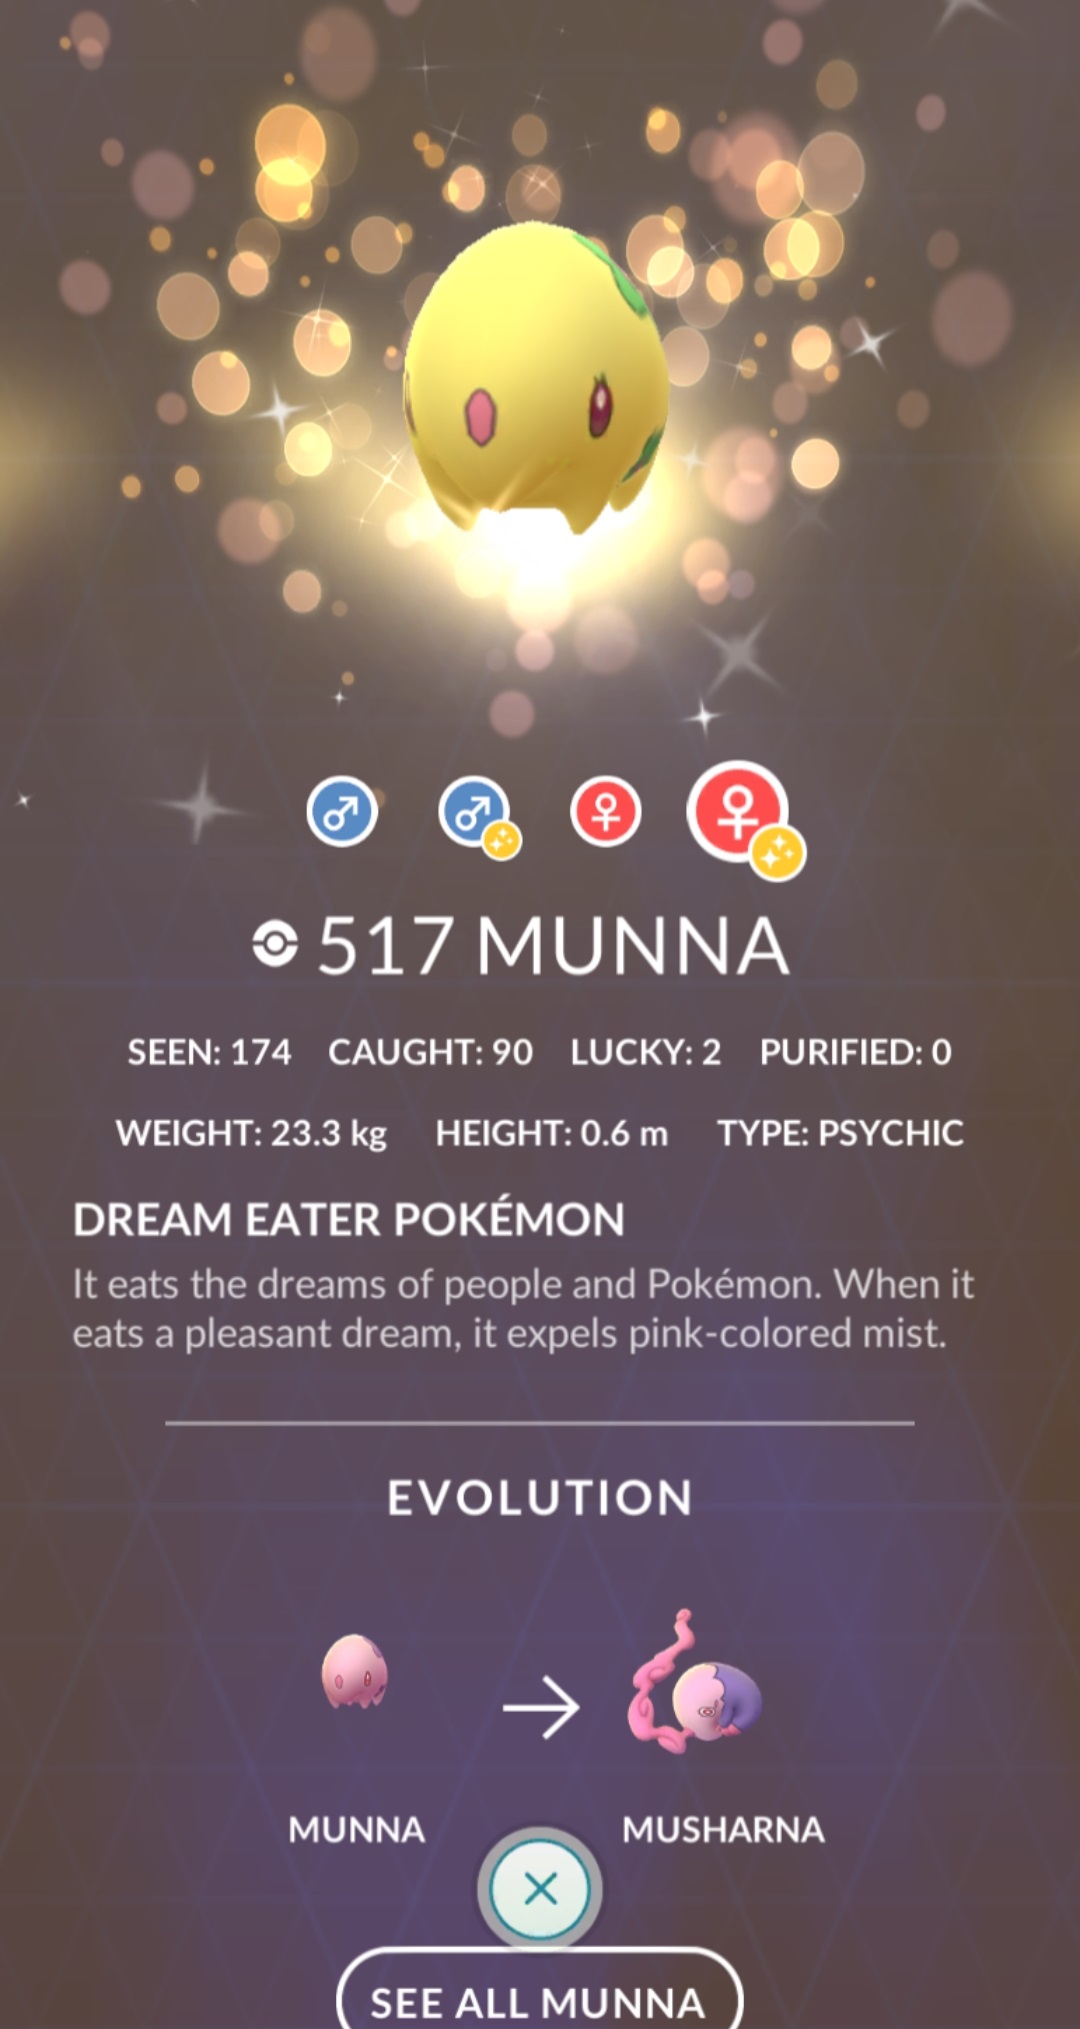 517 MUNNA
SEEN: 174 CAUGHT: 90 LUCKY: 2 PURIFIED: 0
WEIGHT: 23.3 kg HEIGHT: 0.6 m TYPE: PSYCHIC
DREAM EATER POKÉMON
It eats the dreams of people and Pokémon. When it
eats a pleasant dream, it expels pink-colored mist.
EVOLUTION
MUNNA MUSHARNA
SEE ALL MUNNA